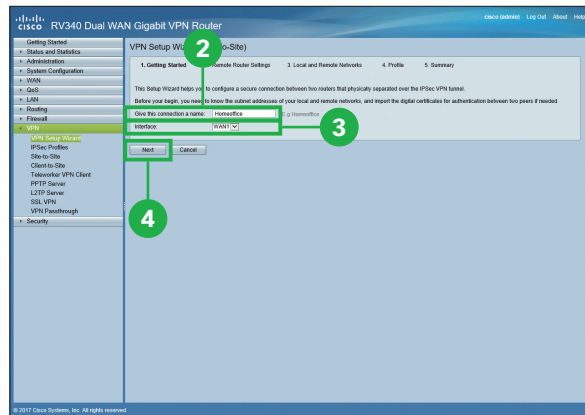 cisco RV340 Dual WAN Gigabit VPN Router
cisco (admin) Log Out About Help
Getting Started
Status and Statistics
Administration
System Configuration
WAN
QoS
LAN
Routing
Firewall
VPN
VPN Setup Wizard
IPSec Profiles
Site-to-Site
Client-to-Site
Teleworker VPN Client
PPTP Server
L2TP Server
SSL VPN
VPN Passthrough
Security
VPN Setup Wiz o-Site)
2
1. Getting Started Remote Router Settings 3. Local and Remote Networks 4. Profile 5. Summary
This Setup Wizard helps you to configure a secure connection between two routers that physically separated over the IPSec VPN tunnel.
Before your begin, you need to know the subnet addresses of your local and remote networks, and import the digital certificates for authentication between two peers if needed.
Give this connection a name: Homeoffice E.g Homeoffice
Interface: WAN1
3
Next Cancel
4
© 2017 Cisco Systems, Inc. All rights reserved.